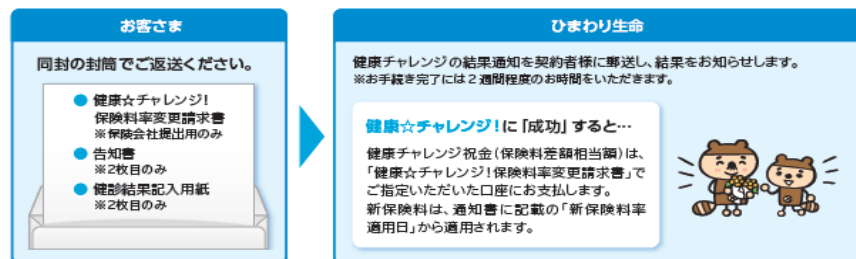 お客さま
同封の封筒でご返送ください。
● 健康☆チャレンジ!
保険料率変更請求書
※保険会社提出用のみ
● 告知書
※2枚目のみ
● 健診結果記入用紙
※2枚目のみ
ひまわり生命
健康チャレンジの結果通知を契約者様に郵送し、結果をお知らせします。
※お手続き完了には2週間程度のお時間をいただきます。
健康☆チャレンジ!に「成功」すると…
健康チャレンジ祝金(保険料差額相当額)は、
「健康☆チャレンジ!保険料率変更請求書」で
ご指定いただいた口座にお支払します。
新保険料は、通知書に記載の「新保険料率
適用日」から適用されます。